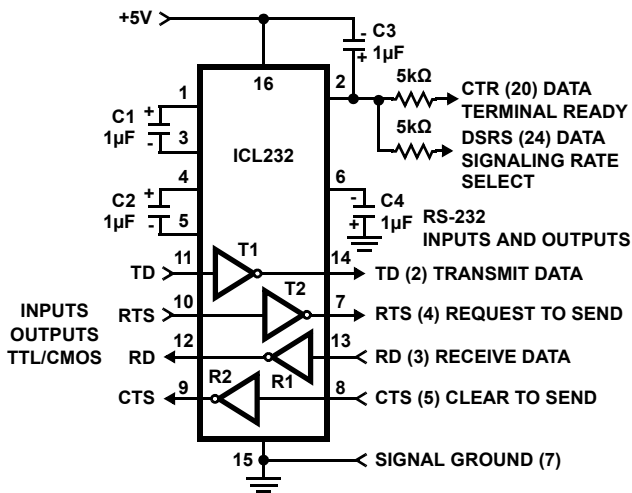 +5V
-
C3
+
1µF
16
1
2
5kΩ
CTR (20) DATA
TERMINAL READY
+
C1
1µF
-
3
5kΩ
DSRS (24) DATA
SIGNALING RATE
SELECT
ICL232
4
6
+
C2
1µF
-
5
-
C4
+
1µF
RS-232
INPUTS AND OUTPUTS
T1
TD
11
14
TD (2) TRANSMIT DATA
T2
INPUTS
OUTPUTS
TTL/CMOS
RTS
10
7
RTS (4) REQUEST TO SEND
RD
12
13
RD (3) RECEIVE DATA
R1
R2
CTS
9
8
CTS (5) CLEAR TO SEND
15
SIGNAL GROUND (7)